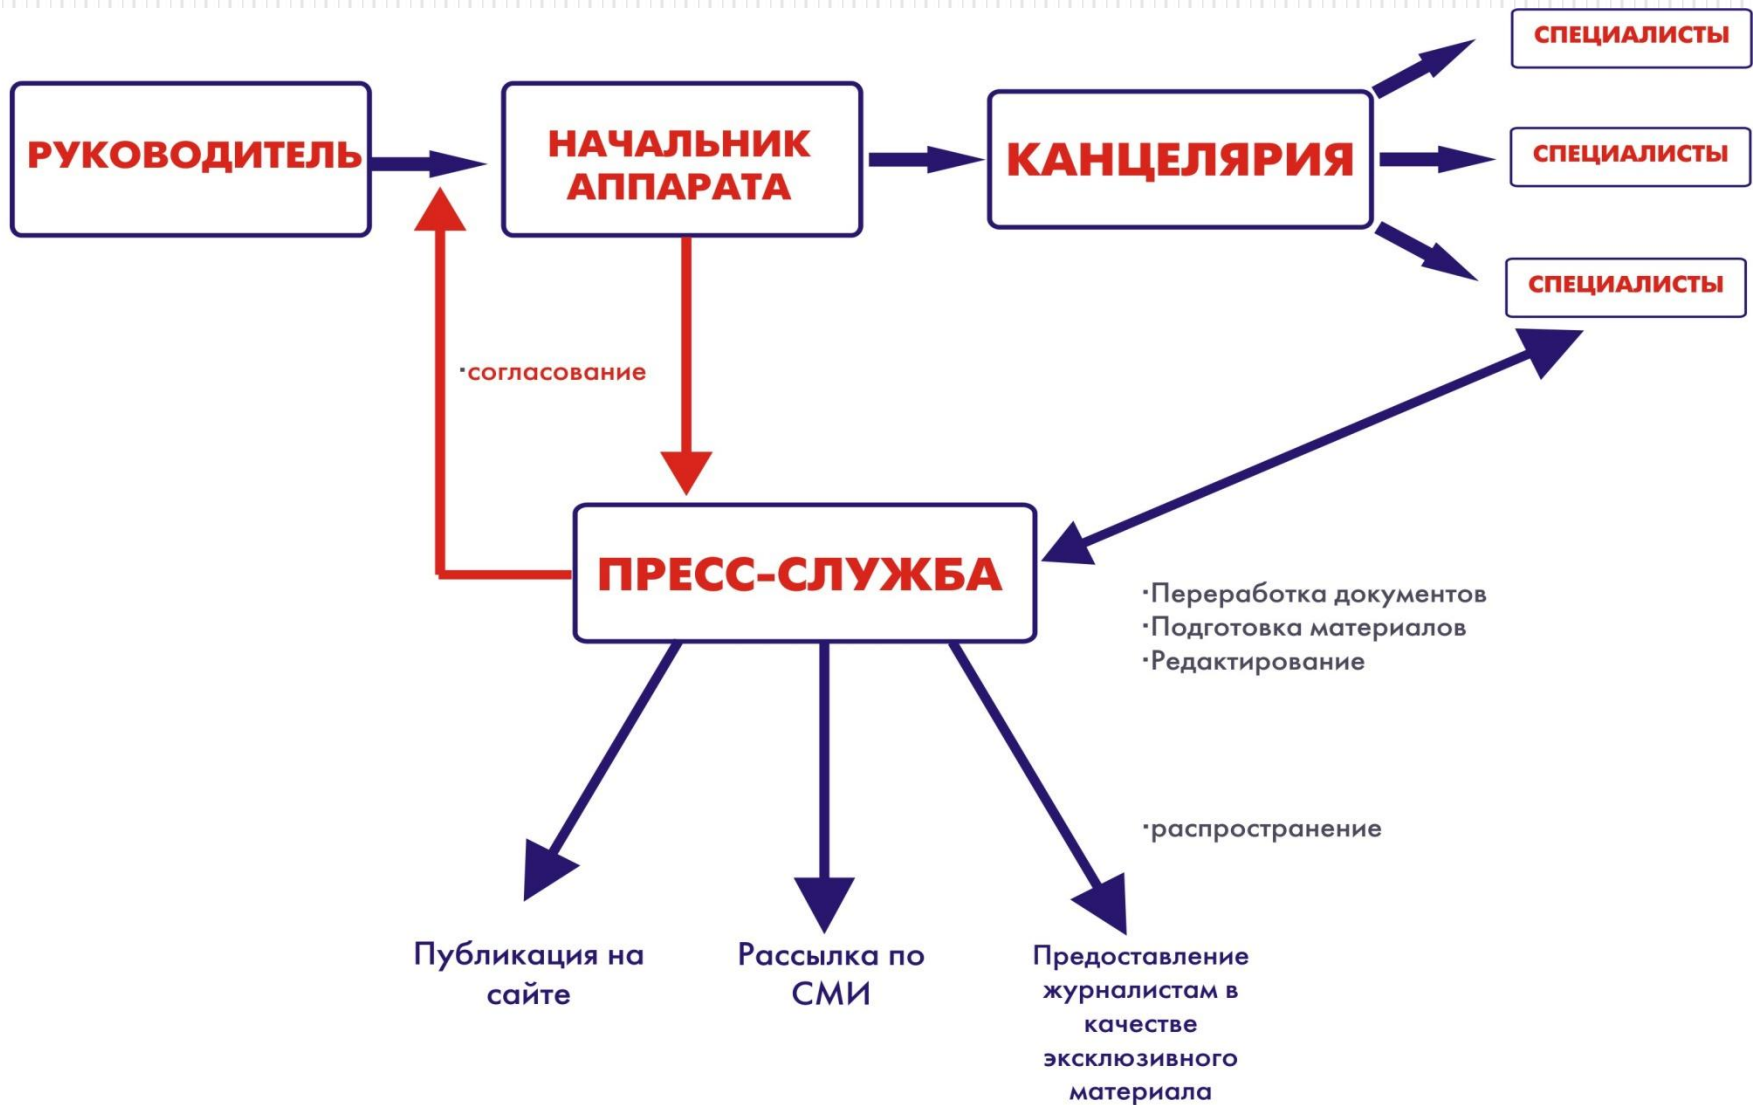 СПЕЦИАЛИСТЫ
РУКОВОДИТЕЛЬ
НАЧАЛЬНИК
АППАРАТА
КАНЦЕЛЯРИЯ
СПЕЦИАЛИСТЫ
СПЕЦИАЛИСТЫ
·согласование
ПРЕСС-СЛУЖБА
·Переработка документов
·Подготовка материалов
·Редактирование
·распространение
Публикация на
сайте
Рассылка по
СМИ
Предоставление
журналистам в
качестве
эксклюзивного
материала